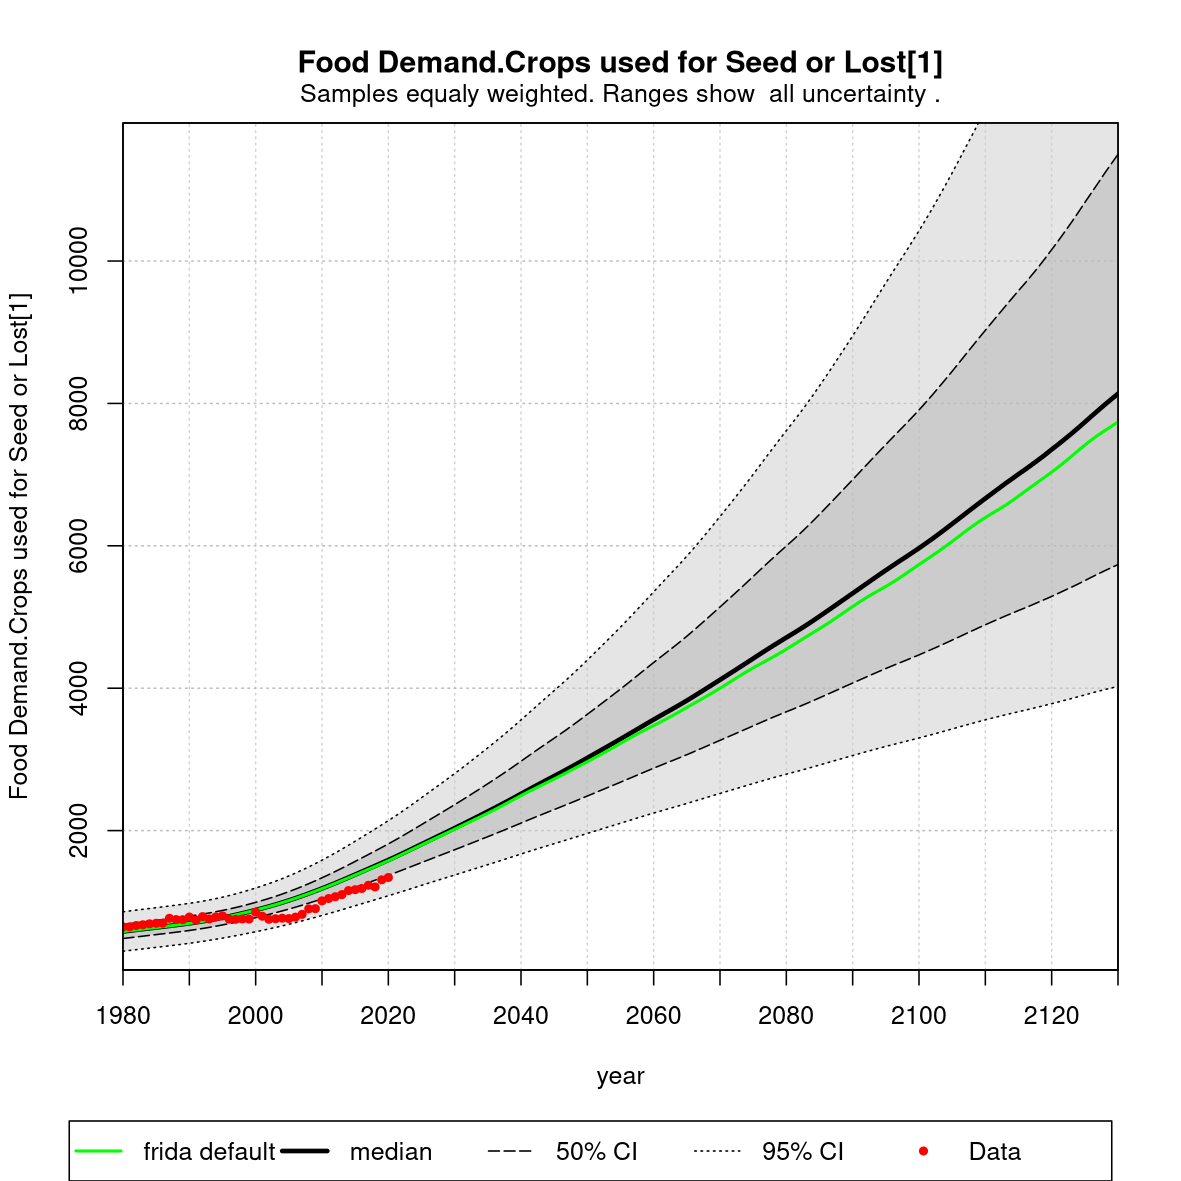 Food Demand.Crops used for Seed or Lost[1]
Samples equaly weighted. Ranges show  all uncertainty .
Food Demand.Crops used for Seed or Lost[1]
10000
8000
6000
4000
2000
1980 2000 2020 2040 2060 2080 2100 2120
year
frida default median 50% CI 95% CI Data